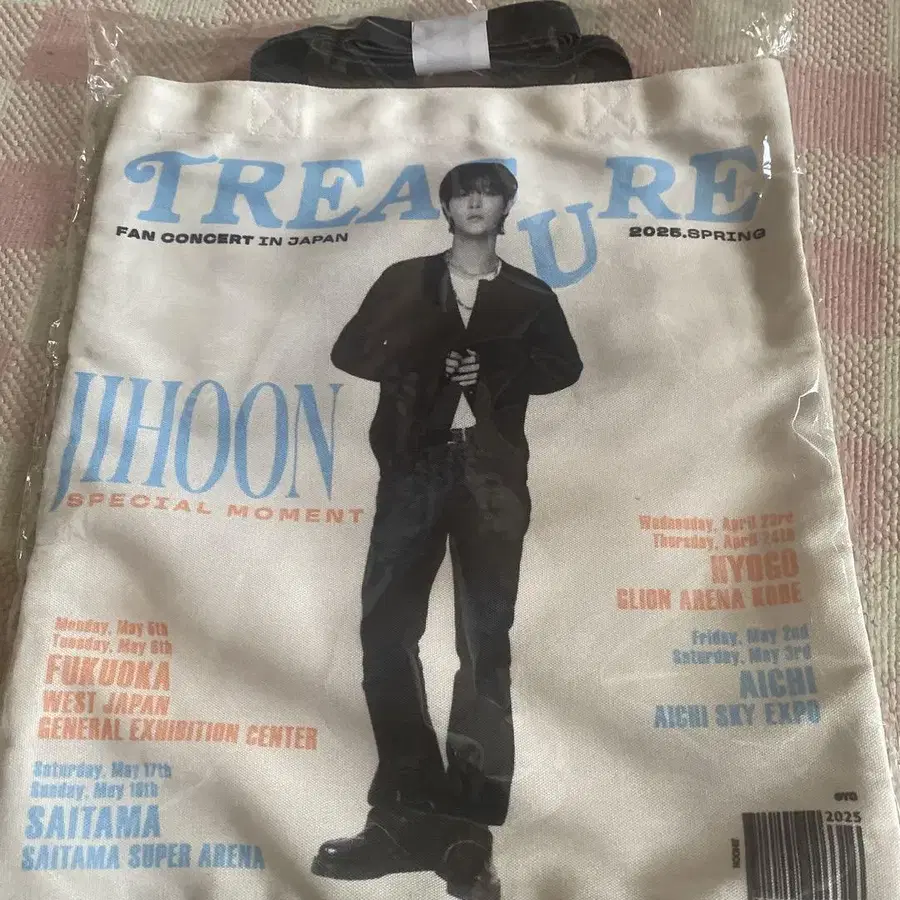 TREASURE
FAN CONCERT IN JAPAN
2025.SPRING
JIHOON
SPECIAL MOMENT
Wednesday, April 23rd
Thursday, April 24th
HYOGO
GLION ARENA KOBE
Friday, May 2nd
Saturday, May 3rd
AICHI
AICHI SKY EXPO
Monday, May 5th
Tuesday, May 6th
FUKUOKA
WEST JAPAN
GENERAL EXHIBITION CENTER
Saturday, May 17th
Sunday, May 18th
SAITAMA
SAITAMA SUPER ARENA
2025
JIHOON